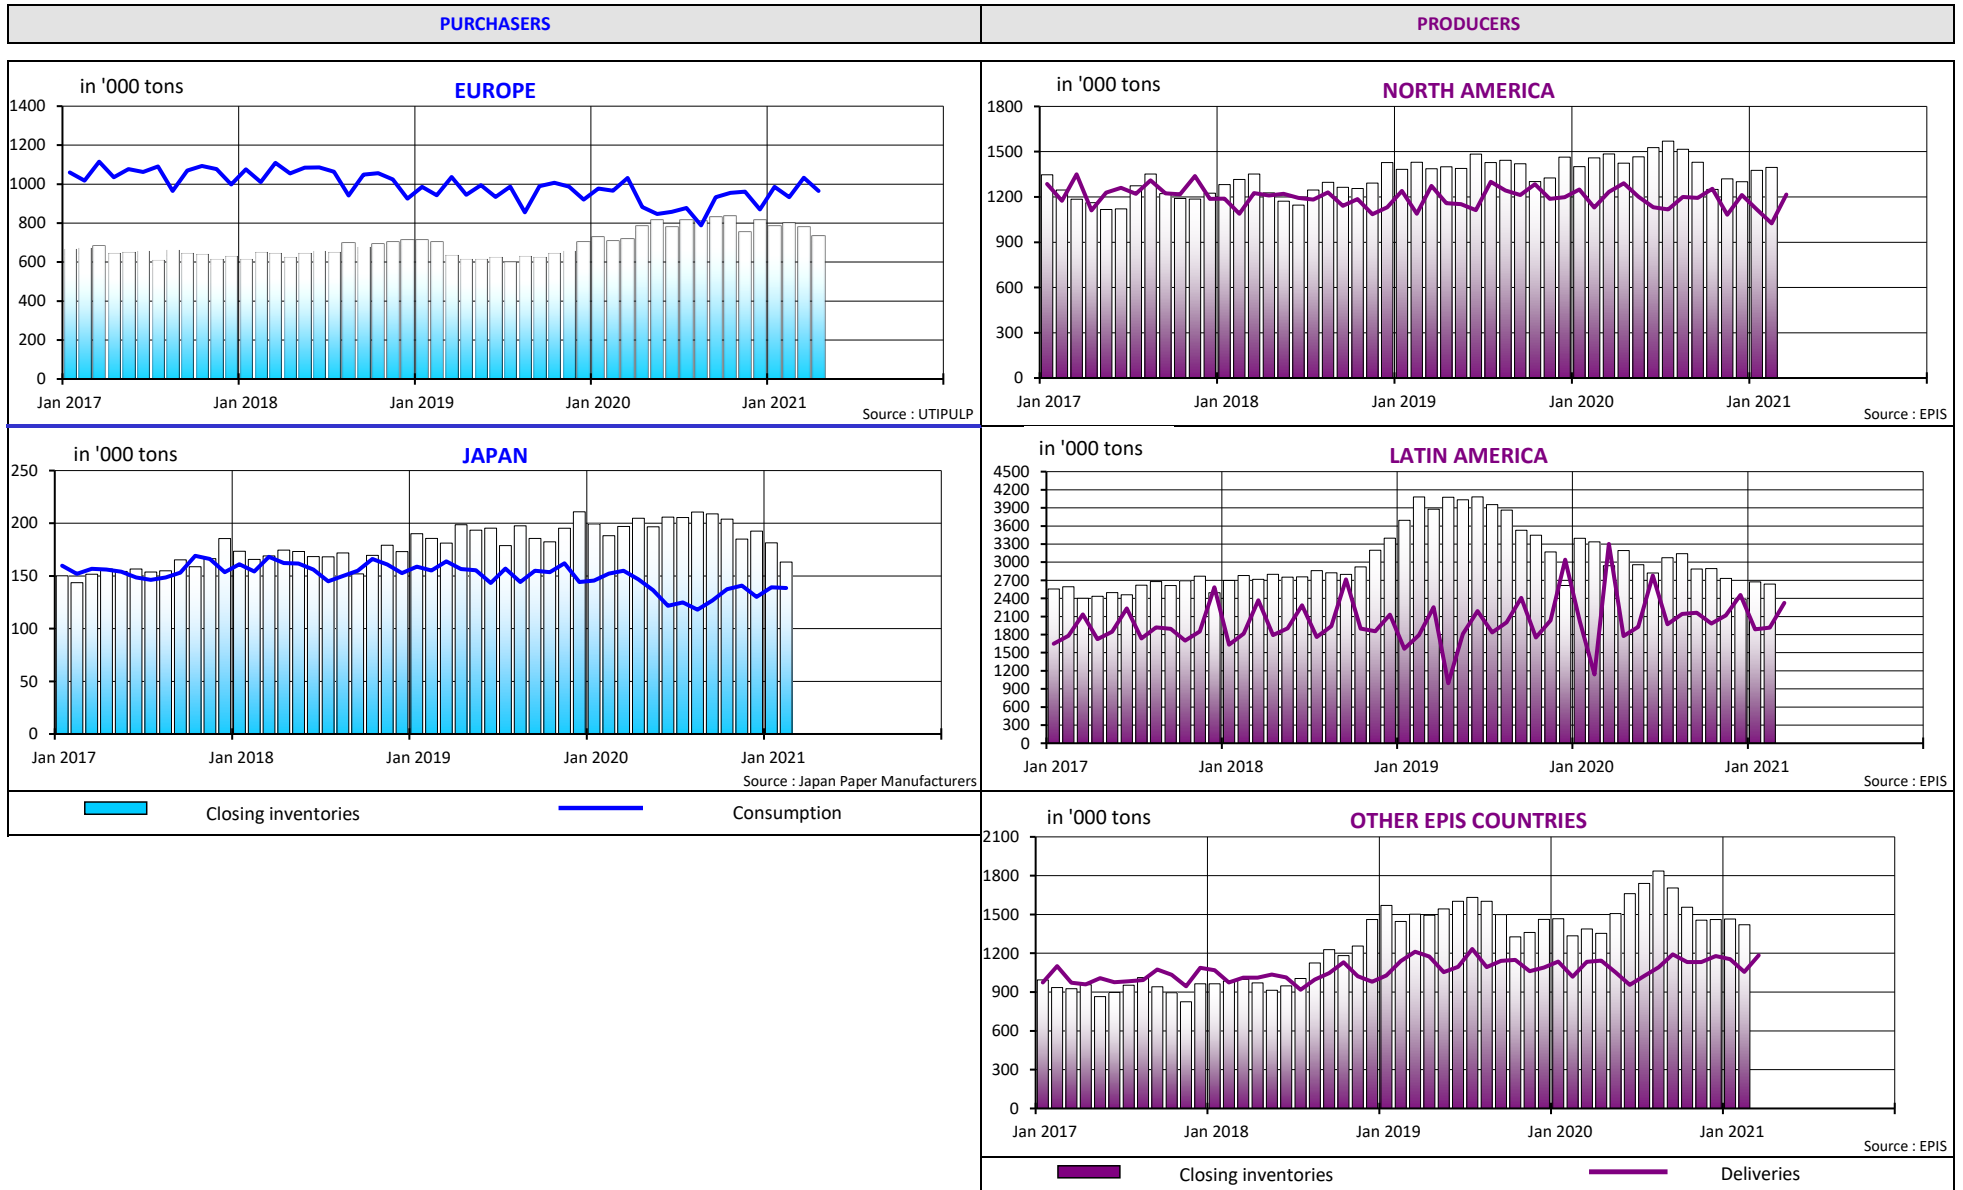 PURCHASERS
PRODUCERS
in '000 tons
EUROPE
1400
1200
1000
800
600
400
200
0
Jan 2017
Jan 2018
Jan 2019
Jan 2020
Jan 2021
Source : UTIPULP
in '000 tons
NORTH AMERICA
1800
1500
1200
900
600
300
0
Jan 2017
Jan 2018
Jan 2019
Jan 2020
Jan 2021
Source : EPIS
in '000 tons
JAPAN
250
200
150
100
50
0
Jan 2017
Jan 2018
Jan 2019
Jan 2020
Jan 2021
Source : Japan Paper Manufacturers
Closing inventories
Consumption
in '000 tons
LATIN AMERICA
4500
4200
3900
3600
3300
3000
2700
2400
2100
1800
1500
1200
900
600
300
0
Jan 2017
Jan 2018
Jan 2019
Jan 2020
Jan 2021
Source : EPIS
in '000 tons
OTHER EPIS COUNTRIES
2100
1800
1500
1200
900
600
300
0
Jan 2017
Jan 2018
Jan 2019
Jan 2020
Jan 2021
Source : EPIS
Closing inventories
Deliveries